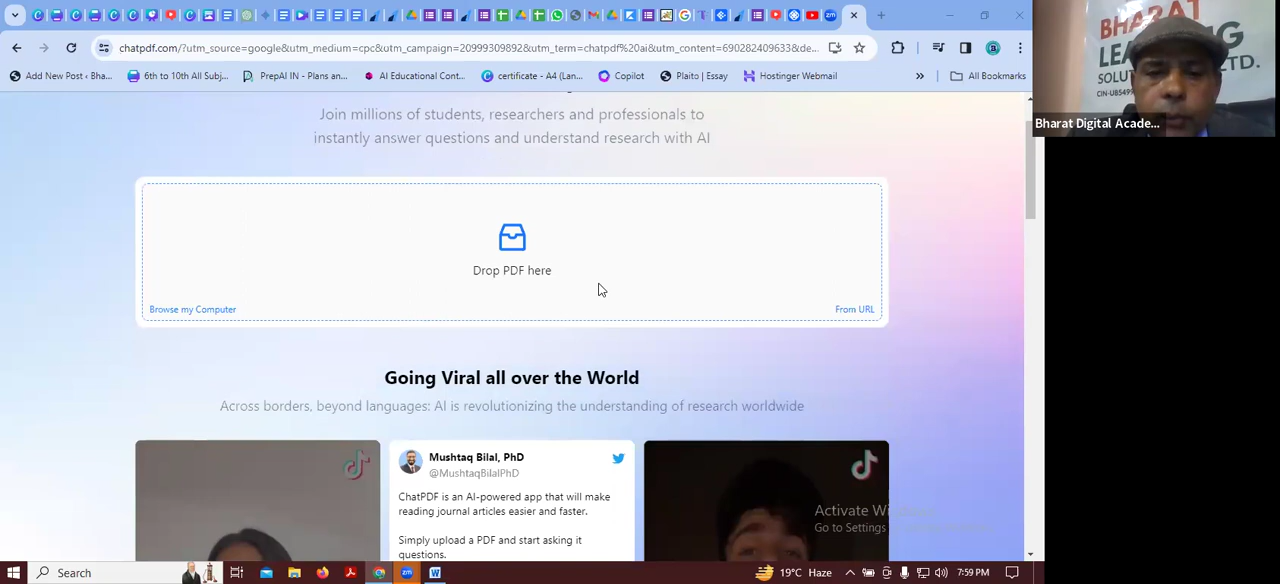 chatpdf.com/?utm_source=google&utm_medium=cpc&utm_campaign=20999309892&utm_term=chatpdf%20ai&utm_content=690282409633&de...
Add New Post ‹ Bha...
6th to 10th All Subj...
PrepAI IN - Plans an...
AI Educational Cont...
certificate - A4 (Lan...
Copilot
Plaito | Essay
Hostinger Webmail
»
All Bookmarks
BHARAT
LEARNING
SOLU
LTD.
Bharat Digital Acade...
Join millions of students, researchers and professionals to
instantly answer questions and understand research with AI
Drop PDF here
Browse my Computer
From URL
Going Viral all over the World
Across borders, beyond languages: AI is revolutionizing the understanding of research worldwide
Mushtaq Bilal, PhD
@MushtaqBilalPhD
ChatPDF is an AI-powered app that will make
reading journal articles easier and faster.
Simply upload a PDF and start asking it
questions.
Activate Wi
Go to Settings
Search
19°C Haze
7:59 PM